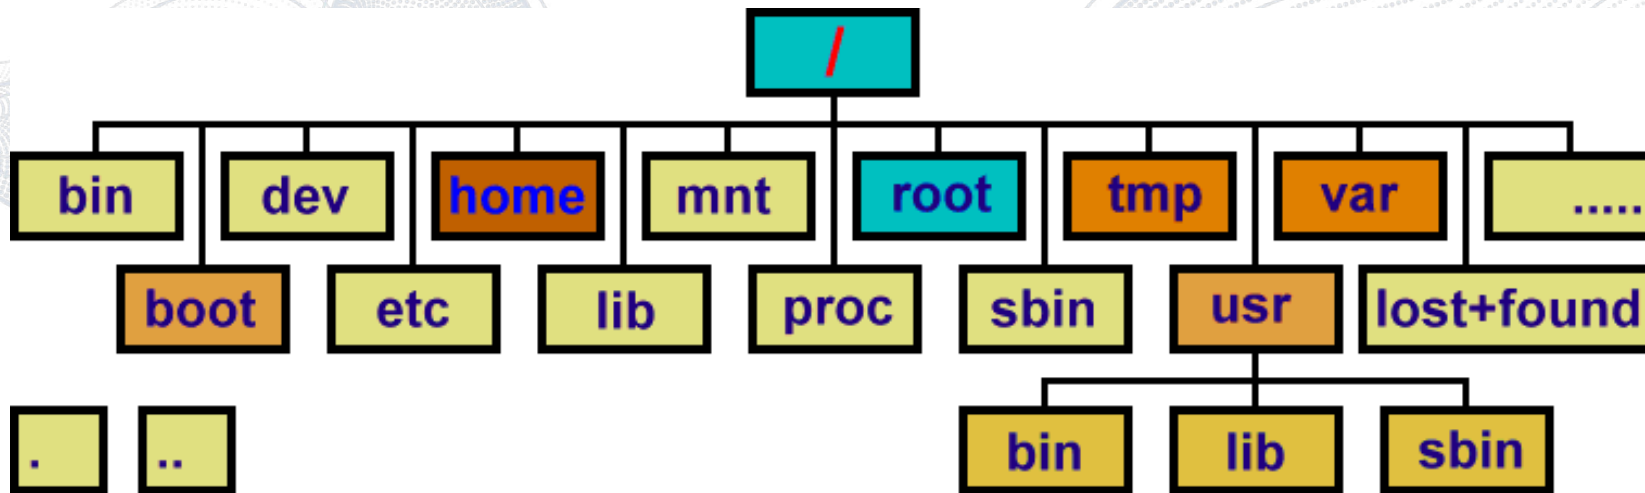 /
bin dev home mnt root tmp var .....
boot etc lib proc sbin usr lost+found
. .. bin lib sbin